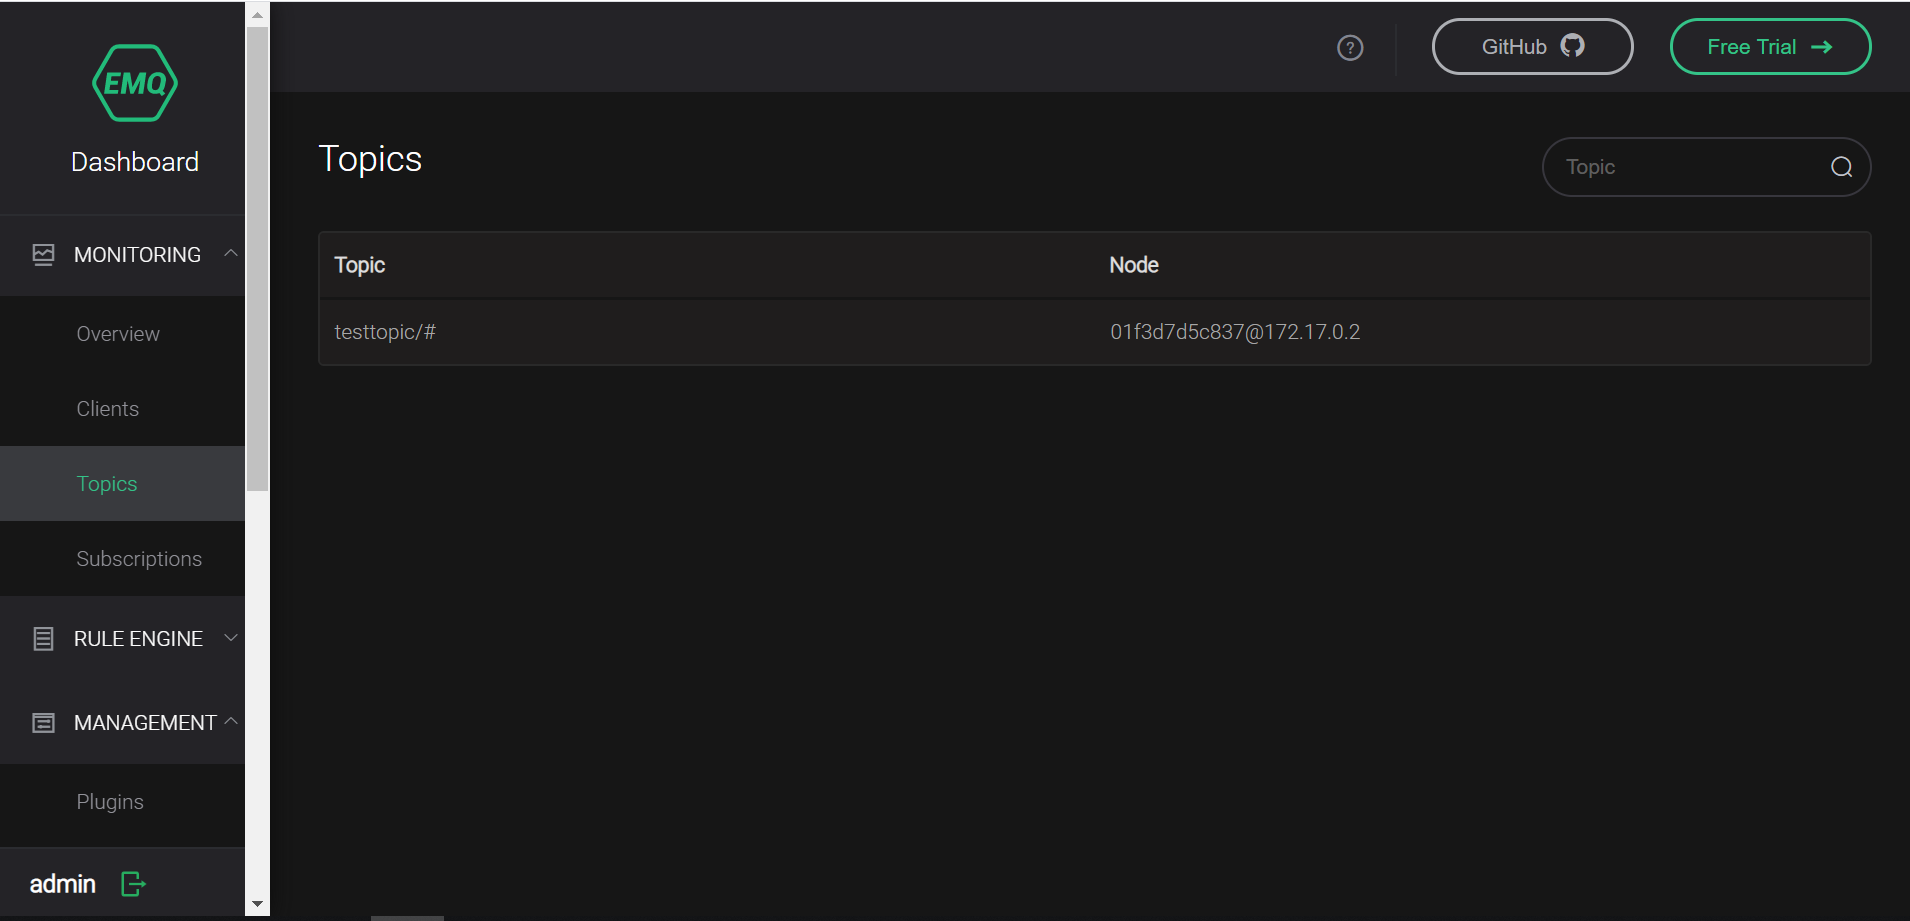 EMQ
Dashboard
MONITORING
Overview
Clients
Topics
Subscriptions
RULE ENGINE
MANAGEMENT
Plugins
admin
?
GitHub
Free Trial
Topics
Topic
Topic Node
testtopic/# 01f3d7d5c837@172.17.0.2